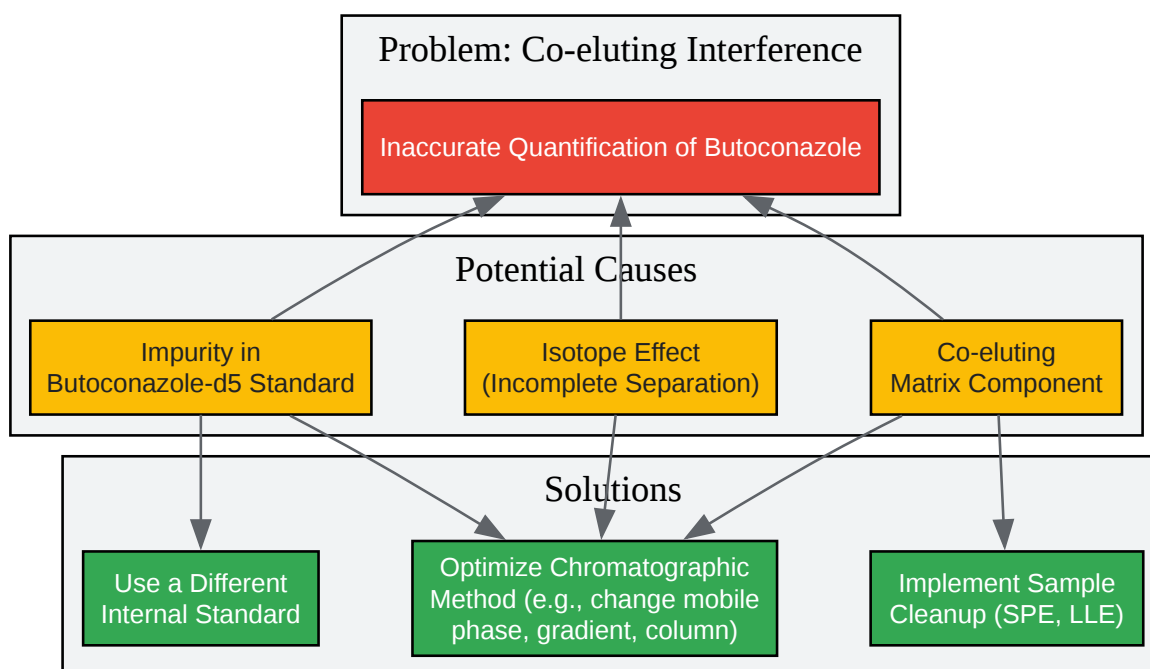 Problem: Co-eluting Interference
Inaccurate Quantification of Butoconazole
Potential Causes
Impurity in
Butoconazole-d5 Standard
Isotope Effect
(Incomplete Separation)
Co-eluting
Matrix Component
Solutions
Use a Different
Internal Standard
Optimize Chromatographic
Method (e.g., change mobile
phase, gradient, column)
Implement Sample
Cleanup (SPE, LLE)